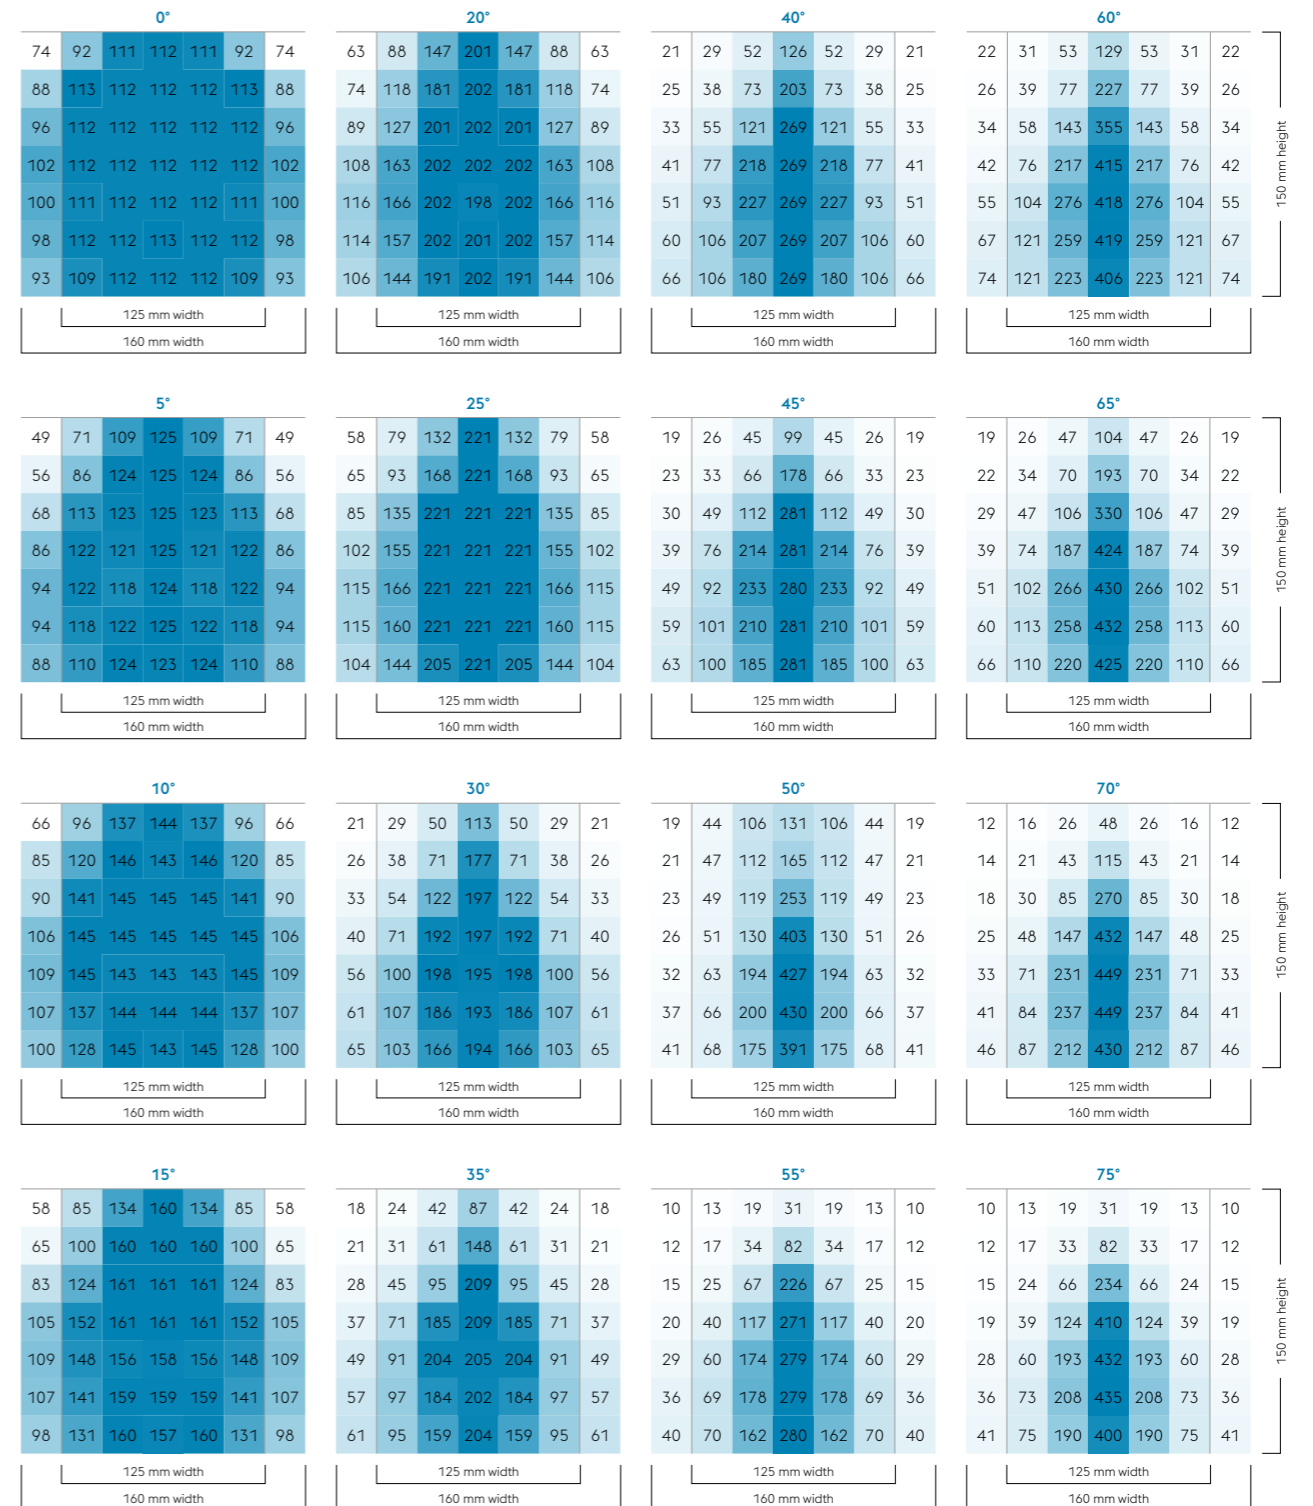 0° 20° 40° 60°
74 92 111 112 111 92 74 63 88 147 201 147 88 63 21 29 52 126 52 29 21 22 31 53 129 53 31 22
88 113 112 112 112 113 88 74 118 181 202 181 118 74 25 38 73 203 73 38 25 26 39 77 227 77 39 26
96 112 112 112 112 112 96 89 127 201 202 201 127 89 33 55 121 269 121 55 33 34 58 143 355 143 58 34
102 112 112 112 112 112 102 108 163 202 202 202 163 108 41 77 218 269 218 77 41 42 76 217 415 217 76 42
100 111 112 112 112 111 100 116 166 202 198 202 166 116 51 93 227 269 227 93 51 55 104 276 418 276 104 55
98 112 112 113 112 112 98 114 157 202 201 202 157 114 60 106 207 269 207 106 60 67 121 259 419 259 121 67
93 109 112 112 112 109 93 106 144 191 202 191 144 106 66 106 180 269 180 106 66 74 121 223 406 223 121 74
150 mm height
125 mm width 125 mm width 125 mm width 125 mm width
160 mm width 160 mm width 160 mm width 160 mm width
5° 25° 45° 65°
49 71 109 125 109 71 49 58 79 132 221 132 79 58 19 26 45 99 45 26 19 19 26 47 104 47 26 19
56 86 124 125 124 86 56 65 93 168 221 168 93 65 23 33 66 178 66 33 23 22 34 70 193 70 34 22
68 113 123 125 123 113 68 85 135 221 221 221 135 85 30 49 112 281 112 49 30 29 47 106 330 106 47 29
86 122 121 125 121 122 86 102 155 221 221 221 155 102 39 76 214 281 214 76 39 39 74 187 424 187 74 39
94 122 118 124 118 122 94 115 166 221 221 221 166 115 49 92 233 280 233 92 49 51 102 266 430 266 102 51
94 118 122 125 122 118 94 115 160 221 221 221 160 115 59 101 210 281 210 101 59 60 113 258 432 258 113 60
88 110 124 123 124 110 88 104 144 205 221 205 144 104 63 100 185 281 185 100 63 66 110 220 425 220 110 66
150 mm height
125 mm width 125 mm width 125 mm width 125 mm width
160 mm width 160 mm width 160 mm width 160 mm width
10° 30° 50° 70°
66 96 137 144 137 96 66 21 29 50 113 50 29 21 19 44 106 131 106 44 19 12 16 26 48 26 16 12
85 120 146 143 146 120 85 26 38 71 177 71 38 26 21 47 112 165 112 47 21 14 21 43 115 43 21 14
90 141 145 145 145 141 90 33 54 122 197 122 54 33 23 49 119 253 119 49 23 18 30 85 270 85 30 18
106 145 145 145 145 145 106 40 71 192 197 192 71 40 26 51 130 403 130 51 26 25 48 147 432 147 48 25
109 145 143 143 143 145 109 56 100 198 195 198 100 56 32 63 194 427 194 63 32 33 71 231 449 231 71 33
107 137 144 144 144 137 107 61 107 186 193 186 107 61 37 66 200 430 200 66 37 41 84 237 449 237 84 41
100 128 145 143 145 128 100 65 103 166 194 166 103 65 41 68 175 391 175 68 41 46 87 212 430 212 87 46
150 mm height
125 mm width 125 mm width 125 mm width 125 mm width
160 mm width 160 mm width 160 mm width 160 mm width
15° 35° 55° 75°
58 85 134 160 134 85 58 18 24 42 87 42 24 18 10 13 19 31 19 13 10 10 13 19 31 19 13 10
65 100 160 160 160 100 65 21 31 61 148 61 31 21 12 17 34 82 34 17 12 12 17 33 82 33 17 12
83 124 161 161 161 124 83 28 45 95 209 95 45 28 15 25 67 226 67 25 15 15 24 66 234 66 24 15
105 152 161 161 161 152 105 37 71 185 209 185 71 37 20 40 117 271 117 40 20 19 39 124 410 124 39 19
109 148 156 158 156 148 109 49 91 204 205 204 91 49 29 60 174 279 174 60 29 28 60 193 432 193 60 28
107 141 159 159 159 141 107 57 97 184 202 184 97 57 36 69 178 279 178 69 36 36 73 208 435 208 73 36
98 131 160 157 160 131 98 61 95 159 204 159 95 61 40 70 162 280 162 70 40 41 75 190 400 190 75 41
150 mm height
125 mm width 125 mm width 125 mm width 125 mm width
160 mm width 160 mm width 160 mm width 160 mm width